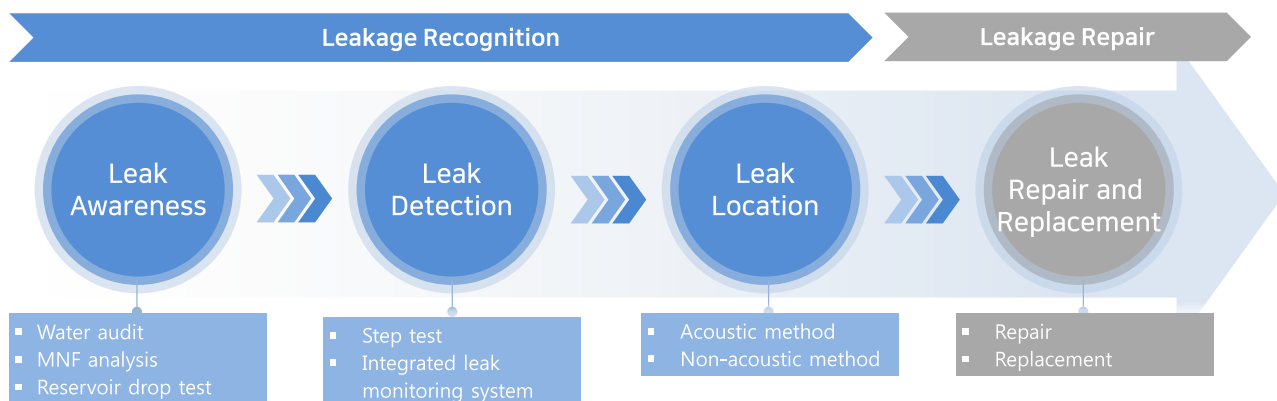 Leakage Recognition
Leakage Repair
Leak
Awareness
Leak
Detection
Leak
Location
Leak
Repair and
Replacement
▪ Water audit
▪ MNF analysis
▪ Reservoir drop test
▪ Step test
▪ Integrated leak
monitoring system
▪ Acoustic method
▪ Non-acoustic method
▪ Repair
▪ Replacement